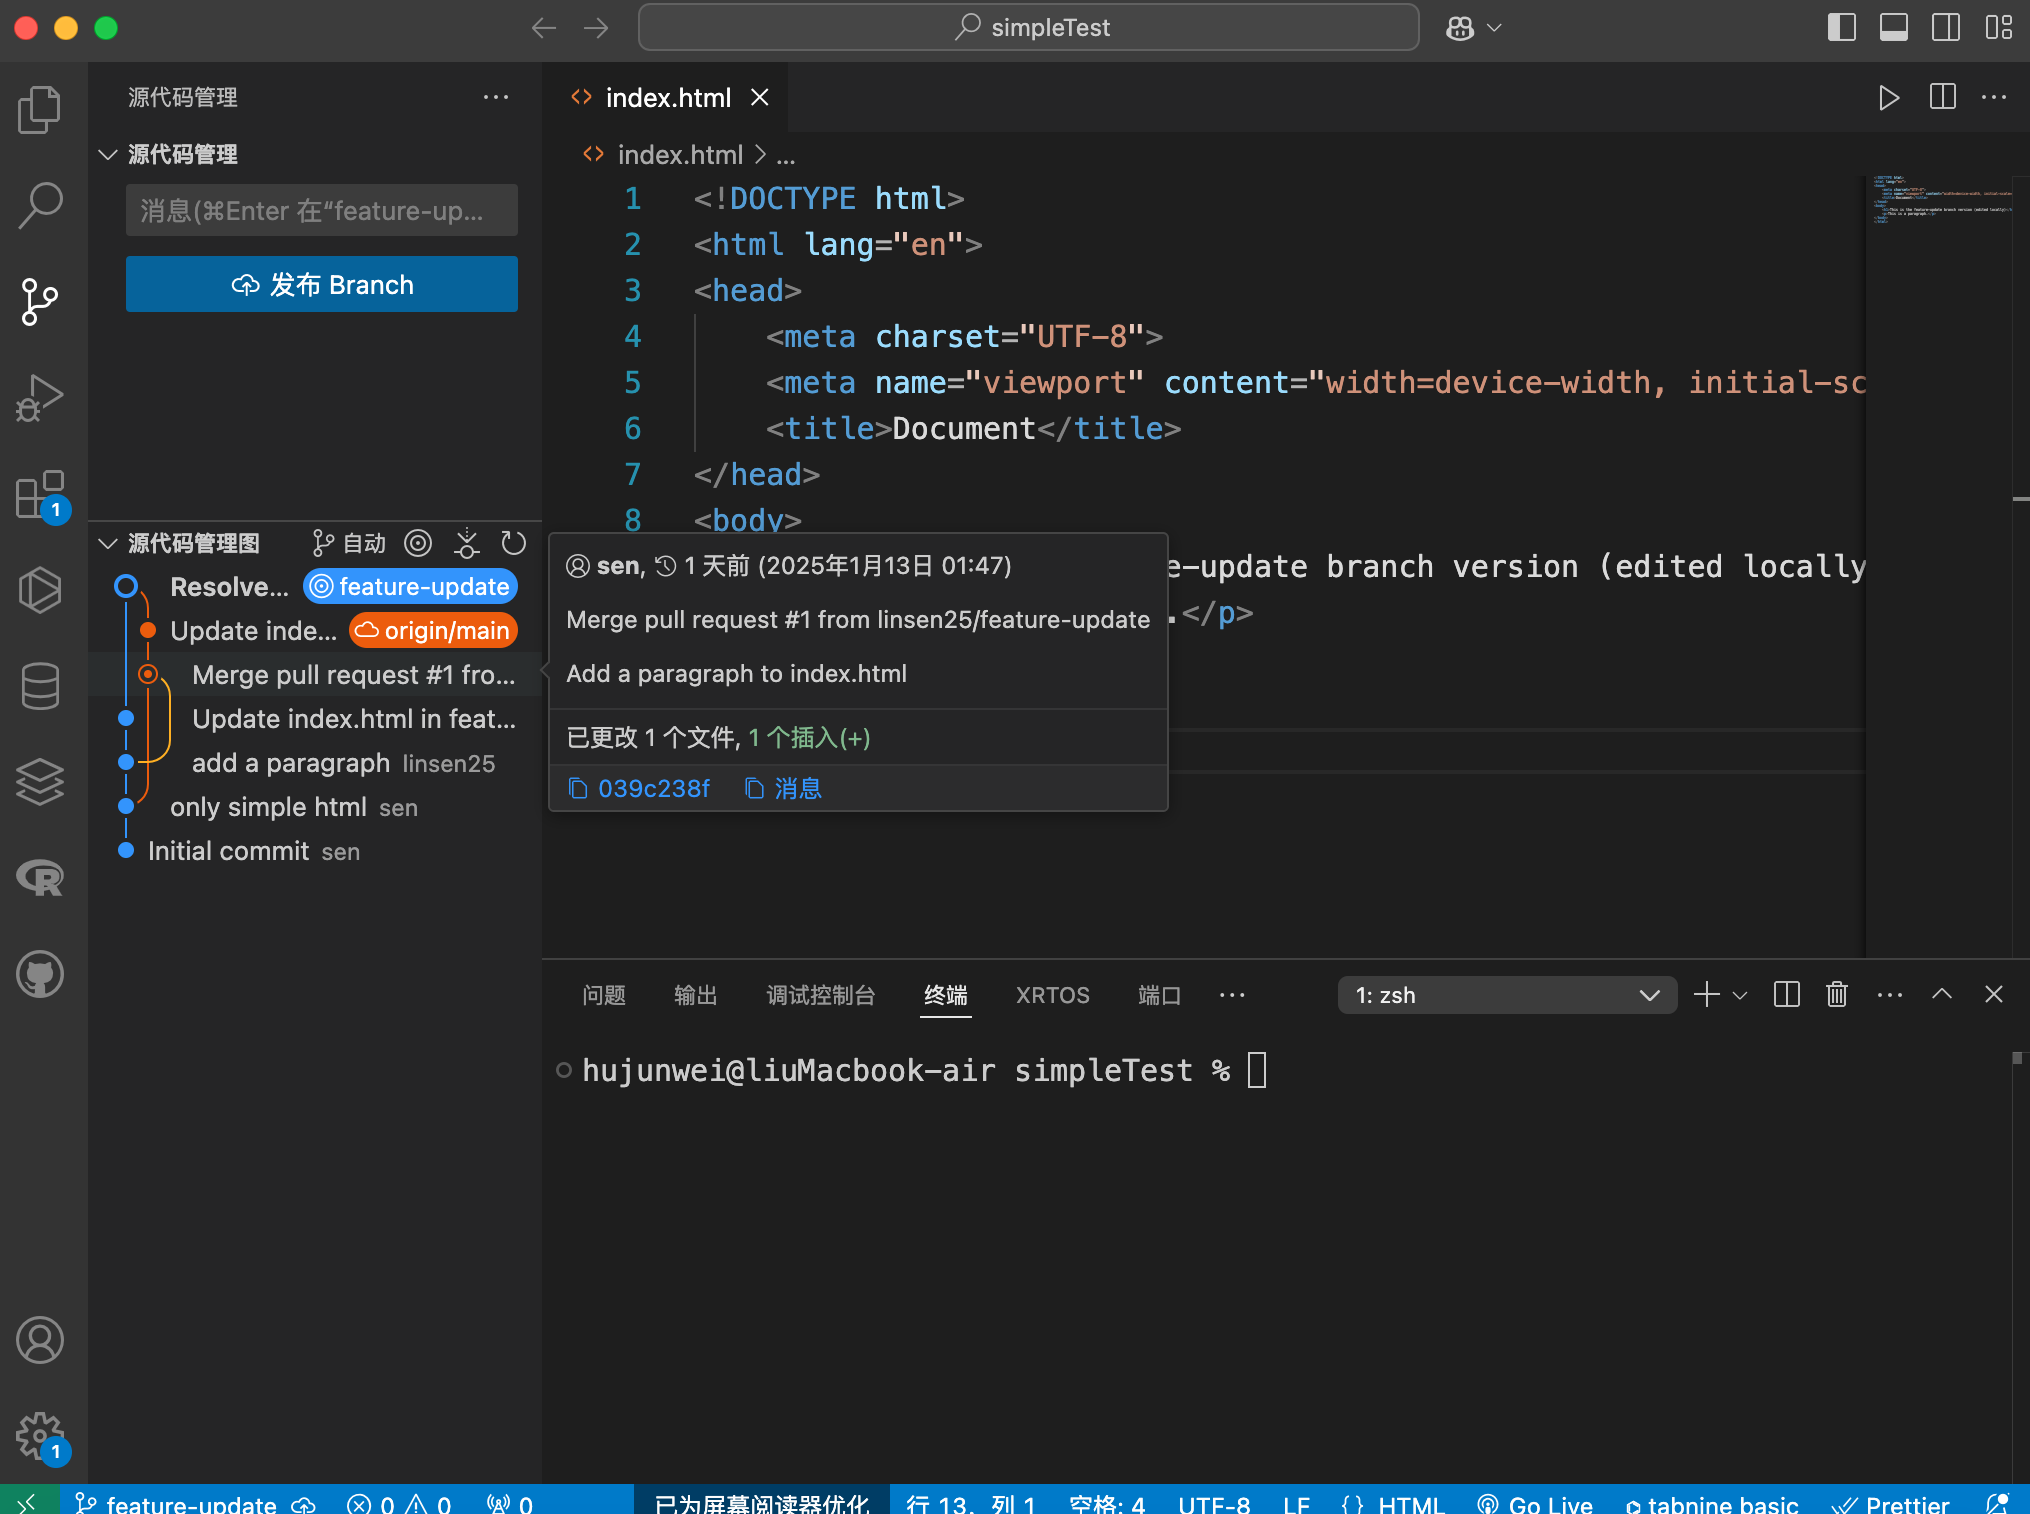 simpleTest
源代码管理
源代码管理
消息(⌘Enter 在“feature-up...
发布 Branch
1
源代码管理图
自动
Resolve... feature-update
Update inde... origin/main
Merge pull request #1 fro...
Update index.html in feat...
add a paragraph linsen25
only simple html sen
Initial commit sen
1
index.html
index.html > ...
1 <!DOCTYPE html>
2 <html lang="en">
3 <head>
4 <meta charset="UTF-8">
5 <meta name="viewport" content="width=device-width, initial-sc
6 <title>Document</title>
7 </head>
8 <body>
e-update branch version (edited locally
.</p>
sen, 1 天前 (2025年1月13日 01:47)
Merge pull request #1 from linsen25/feature-update
Add a paragraph to index.html
已更改 1 个文件, 1 个插入(+)
039c238f 消息
问题 输出 调试控制台 终端 XRTOS 端口 ... 1: zsh
hujunwei@liuMacbook-air simpleTest %
feature-update 0 0 0 已为屏幕阅读器优化 行 13, 列 1 空格: 4 UTF-8 LF {} HTML Go Live tabnine basic Prettier